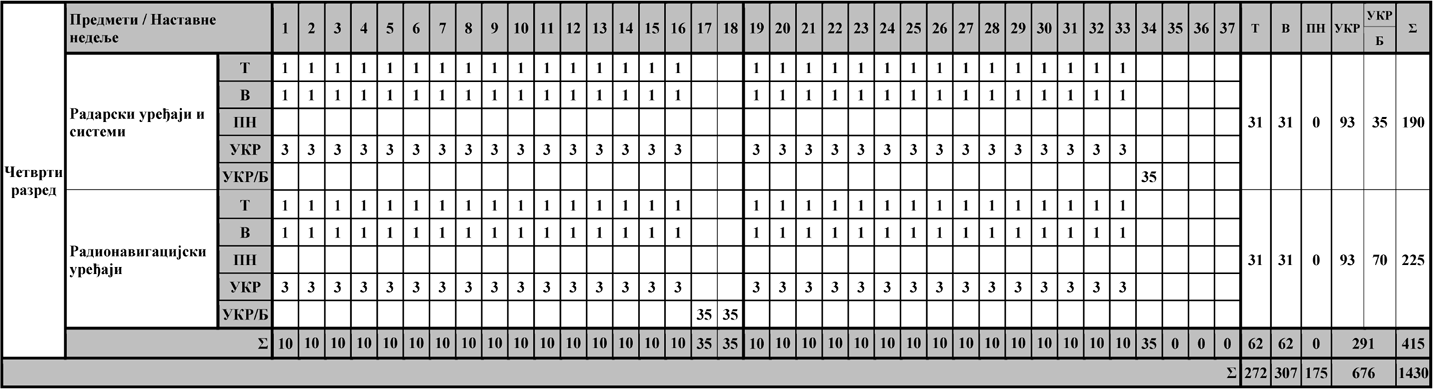 Предмети / Наставне недеље 1 2 3 4 5 6 7 8 9 10 11 12 13 14 15 16 17 18 19 20 21 22 23 24 25 26 27 28 29 30 31 32 33 34 35 36 37 Т В ПН УКР УКР Б Σ
Четврти разред
Радарски уређаји и системи
Т 1 1 1 1 1 1 1 1 1 1 1 1 1 1 1 1 1 1 1 1 1 1 1 1 1 1 1 1 1 1 1
В 1 1 1 1 1 1 1 1 1 1 1 1 1 1 1 1 1 1 1 1 1 1 1 1 1 1 1 1 1 1 1
ПН
УКР 3 3 3 3 3 3 3 3 3 3 3 3 3 3 3 3 3 3 3 3 3 3 3 3 3 3 3 3 3 3 3
УКР/Б 35
31 31 0 93 35 190
Радионавигацијски уређаји
Т 1 1 1 1 1 1 1 1 1 1 1 1 1 1 1 1 1 1 1 1 1 1 1 1 1 1 1 1 1 1 1
В 1 1 1 1 1 1 1 1 1 1 1 1 1 1 1 1 1 1 1 1 1 1 1 1 1 1 1 1 1 1 1
ПН
УКР 3 3 3 3 3 3 3 3 3 3 3 3 3 3 3 3 3 3 3 3 3 3 3 3 3 3 3 3 3 3 3
УКР/Б 35 35
31 31 0 93 70 225
Σ 10 10 10 10 10 10 10 10 10 10 10 10 10 10 10 10 35 35 10 10 10 10 10 10 10 10 10 10 10 10 10 10 10 35 0 0 0 62 62 0 291 415
Σ 272 307 175 676 1430